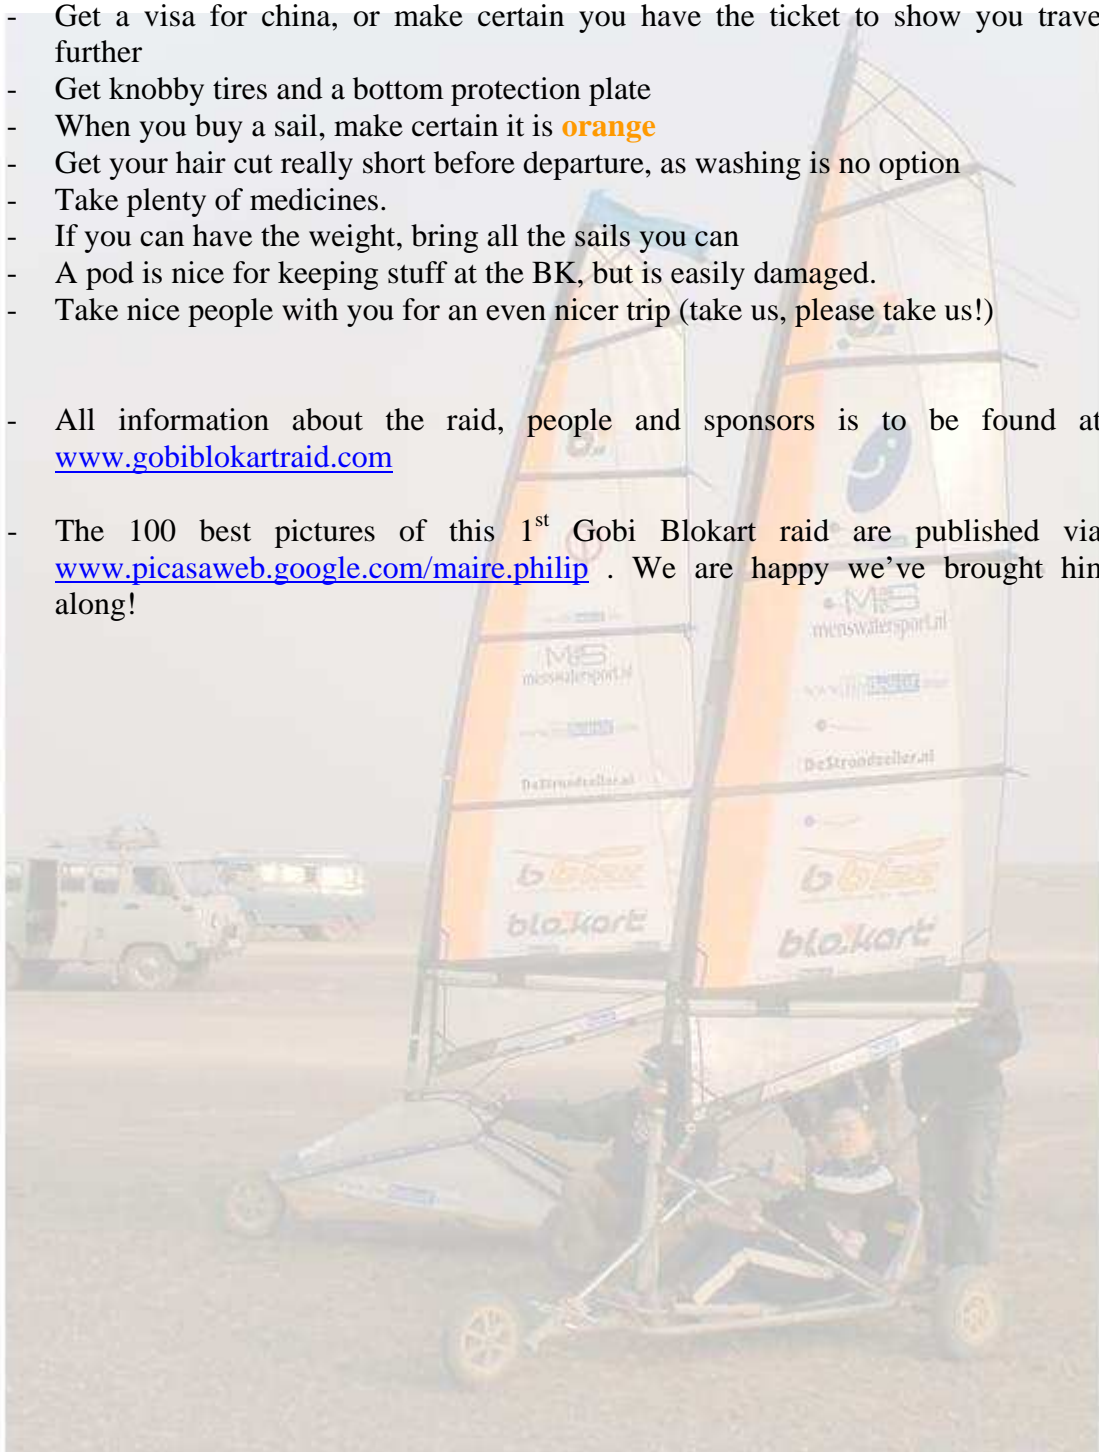 - Get a visa for china, or make certain you have the ticket to show you trave
further
- Get knobby tires and a bottom protection plate
- When you buy a sail, make certain it is orange
- Get your hair cut really short before departure, as washing is no option
- Take plenty of medicines.
- If you can have the weight, bring all the sails you can
- A pod is nice for keeping stuff at the BK, but is easily damaged.
- Take nice people with you for an even nicer trip (take us, please take us!)
- All information about the raid, people and sponsors is to be found at
www.gobiblokartraid.com
- The 100 best pictures of this 1st Gobi Blokart raid are published via
www.picasaweb.google.com/maire.philip . We are happy we’ve brought him
along!
M&S
menswatersport.nl
M&S
menswatersport.nl
DeStrandzeiler.nl
DeStrandzeiler.nl
blokart
blokart